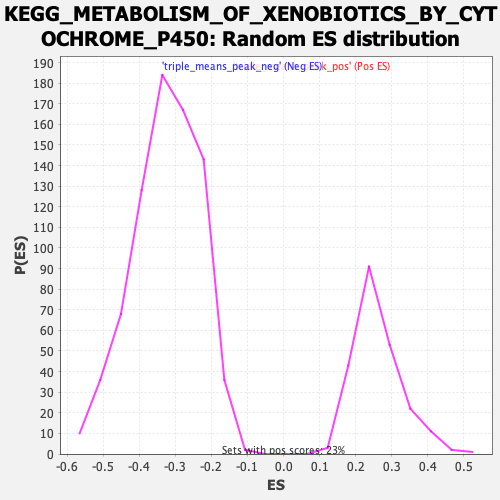 KEGG_METABOLISM_OF_XENOBIOTICS_BY_CYT
OCHROME_P450: Random ES distribution
'triple_means_peak_neg' (Neg ES)k_pos' (Pos ES)
190
180
170
160
150
140
130
120
110
100
90
80
70
60
50
40
30
20
10
0
P(ES)
Sets with pos scores: 23%
-0.6 -0.5 -0.4 -0.3 -0.2 -0.1 0.0 0.1 0.2 0.3 0.4 0.5
ES